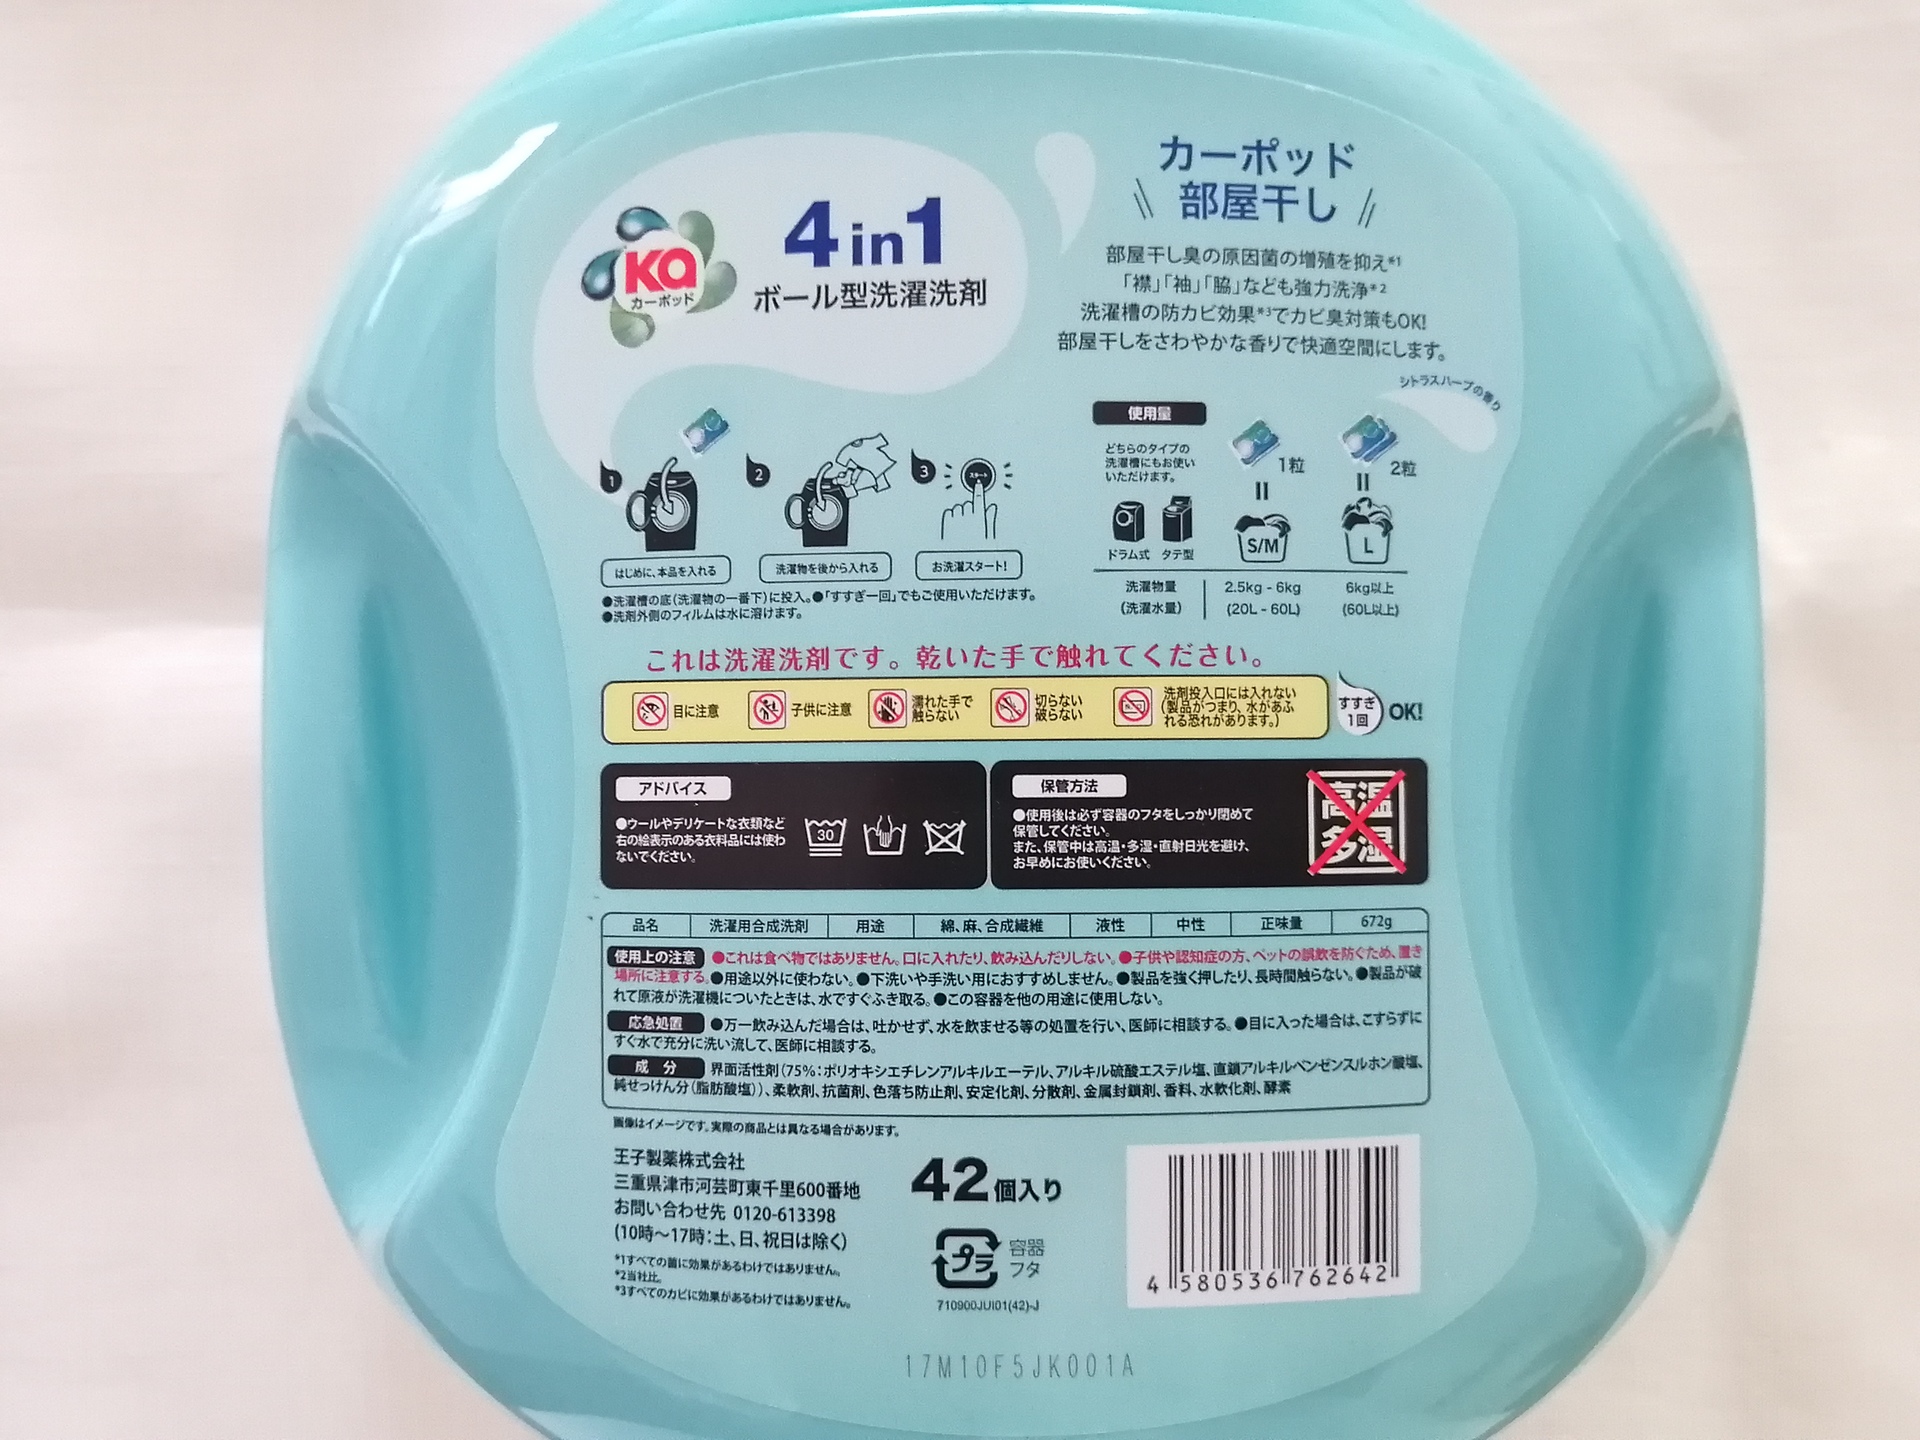 カーポッド
部屋干し
Ka
カーポッド
4in1
ボール型洗濯洗剤
部屋干し臭の原因菌の増殖を抑え*1
「襟」「袖」「脇」なども強力洗浄*2
洗濯槽の防カビ効果*3でカビ臭対策もOK!
部屋干しをさわやかな香りで快適空間にします。
シトラスハーブの香り
1
はじめに、本品を入れる
2
洗濯物を後から入れる
3
スタート
お洗濯スタート!
●洗濯槽の底(洗濯物の一番下)に投入。●「すすぎ一回」でもご使用いただけます。
●洗剤外側のフィルムは水に溶けます。
使用量
どちらのタイプの
洗濯槽にもお使い
いただけます。
ドラム式 タテ型
1粒
2粒
S/M
L
洗濯物量 2.5kg - 6kg 6kg以上
(洗濯水量) (20L - 60L) (60L以上)
これは洗濯洗剤です。乾いた手で触れてください。
目に注意
子供に注意
濡れた手で
触らない
切らない
破らない
洗剤投入口には入れない
(製品がつまり、水があふ
れる恐れがあります。)
すすぎ
1回
OK!
アドバイス
●ウールやデリケートな衣類など
右の絵表示のある衣料品には使わ
ないでください。
30
保管方法
●使用後は必ず容器のフタをしっかり閉めて
保管してください。
また、保管中は高温・多湿・直射日光を避け、
お早めにお使いください。
高温
多湿
品名 洗濯用合成洗剤 用途 綿、麻、合成繊維 液性 中性 正味量 672g
使用上の注意 ●これは食べ物ではありません。口に入れたり、飲み込んだりしない。●子供や認知症の方、ペットの誤飲を防ぐため、置き
場所に注意する。●用途以外に使わない。●下洗いや手洗い用におすすめしません。●製品を強く押したり、長時間触らない。●製品が破
れて原液が洗濯機についたときは、水ですぐふき取る。●この容器を他の用途に使用しない。
応急処置 ●万一飲み込んだ場合は、吐かせず、水を飲ませる等の処置を行い、医師に相談する。●目に入った場合は、こすらずに
すぐ水で充分に洗い流して、医師に相談する。
成 分 界面活性剤(75%:ポリオキシエチレンアルキルエーテル、アルキル硫酸エステル塩、直鎖アルキルベンゼンスルホン酸塩、
純せっけん分(脂肪酸塩))、柔軟剤、抗菌剤、色落ち防止剤、安定化剤、分散剤、金属封鎖剤、香料、水軟化剤、酵素
画像はイメージです。実際の商品とは異なる場合があります。
王子製薬株式会社
三重県津市河芸町東千里600番地
お問い合わせ先 0120-613398
(10時～17時:土、日、祝日は除く)
*1すべての菌に効果があるわけではありません。
*2当社比。
*3すべてのカビに効果があるわけではありません。
42個入り
プラ
容器
フタ
710900JUI01(42)-J
4 580536 762642
17M10F5JK001A